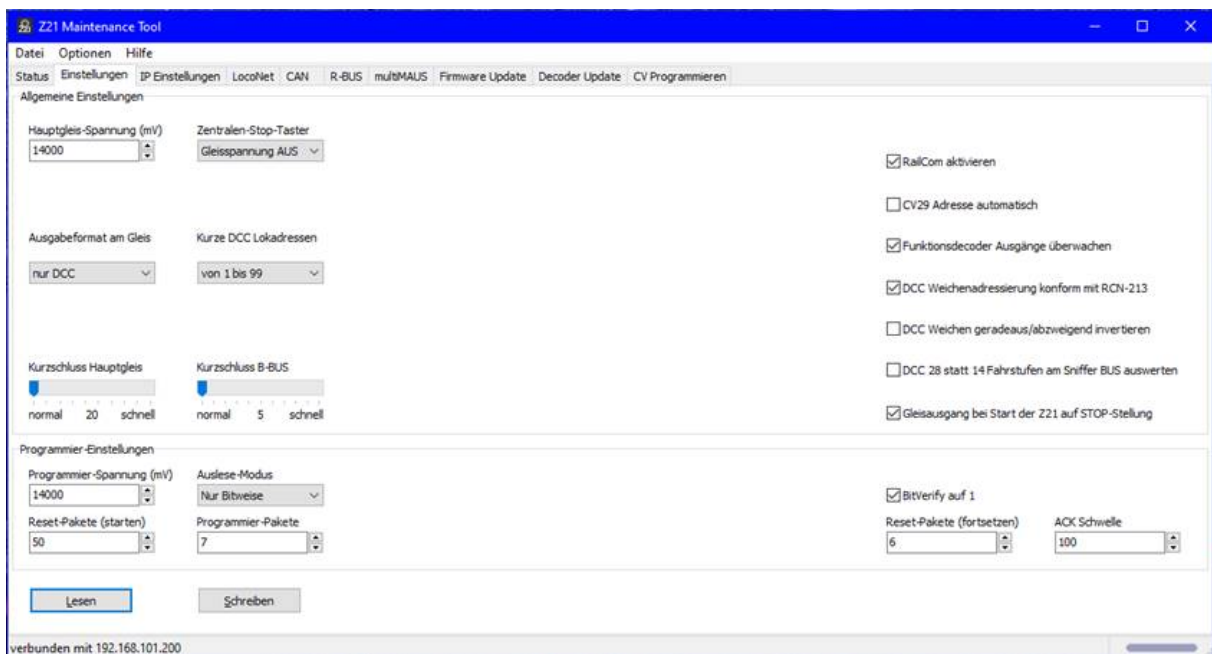 Z21 Maintenance Tool
Datei Optionen Hilfe
Status Einstellungen IP Einstellungen LocoNet CAN R-BUS multiMAUS Firmware Update Decoder Update CV Programmieren
Allgemeine Einstellungen
Hauptgleis-Spannung (mV) Zentralen-Stop-Taster
14000 Gleisspannung AUS
RailCom aktivieren
CV29 Adresse automatisch
Ausgabeformat am Gleis Kurze DCC Lokadressen
Funktionsdecoder Ausgänge überwachen
nur DCC von 1 bis 99
DCC Weichenadressierung konform mit RCN-213
DCC Weichen geradeaus/abzweigend invertieren
Kurzschluss Hauptgleis Kurzschluss B-BUS
DCC 28 statt 14 Fahrstufen am Sniffer BUS auswerten
normal 20 schnell normal 5 schnell
Gleisausgang bei Start der Z21 auf STOP-Stellung
Programmier-Einstellungen
Programmier-Spannung (mV) Auslese-Modus
14000 Nur Bitweise BitVerify auf 1
Reset-Pakete (starten) Programmier-Pakete Reset-Pakete (fortsetzen) ACK Schwelle
50 7 6 100
Lesen Schreiben
verbunden mit 192.168.101.200